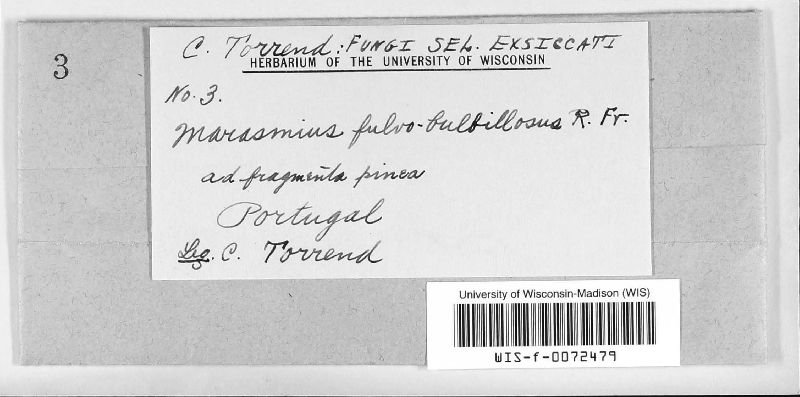 3
C. Torrend: FUNGI SEL. EXSICCATI
HERBARIUM OF THE UNIVERSITY OF WISCONSIN
No. 3.
Marasmius fulvo-bulbillosus R. Fr.
ad fragmenta pinea
Portugal
Leg. C. Torrend
University of Wisconsin-Madison (WIS)
WIS-f-0072479